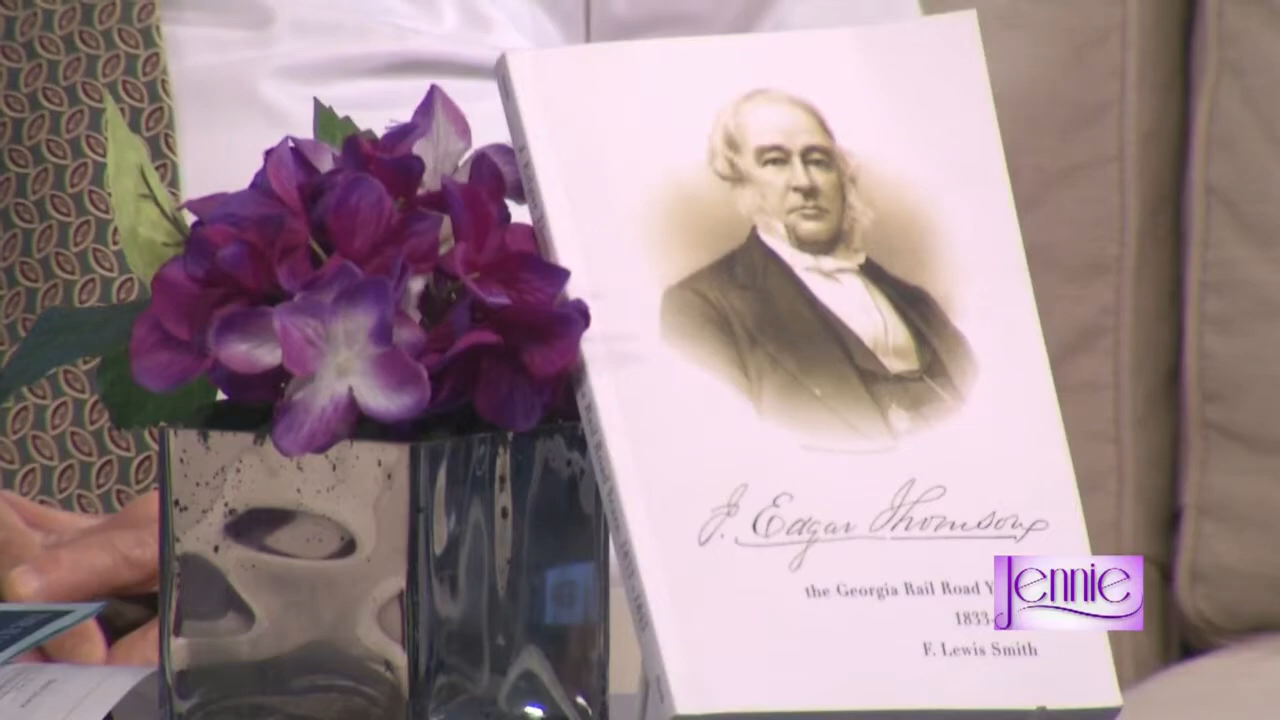 J. Edgar Thomson
the Georgia Rail Road Y
1833-
F. Lewis Smith
Jennie